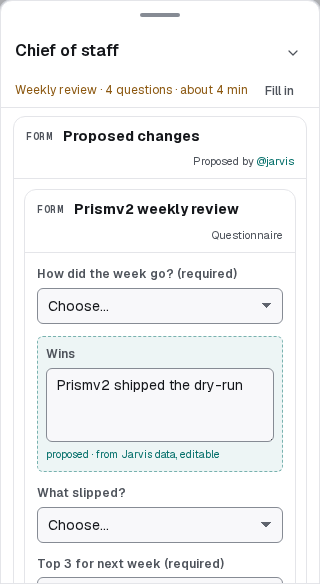 Chief of staff
Weekly review · 4 questions · about 4 min Fill in
FORM Proposed changes
Proposed by @jarvis
FORM Prismv2 weekly review
Questionnaire
How did the week go? (required)
Choose...
Wins
Prismv2 shipped the dry-run
proposed · from Jarvis data, editable
What slipped?
Choose...
Top 3 for next week (required)